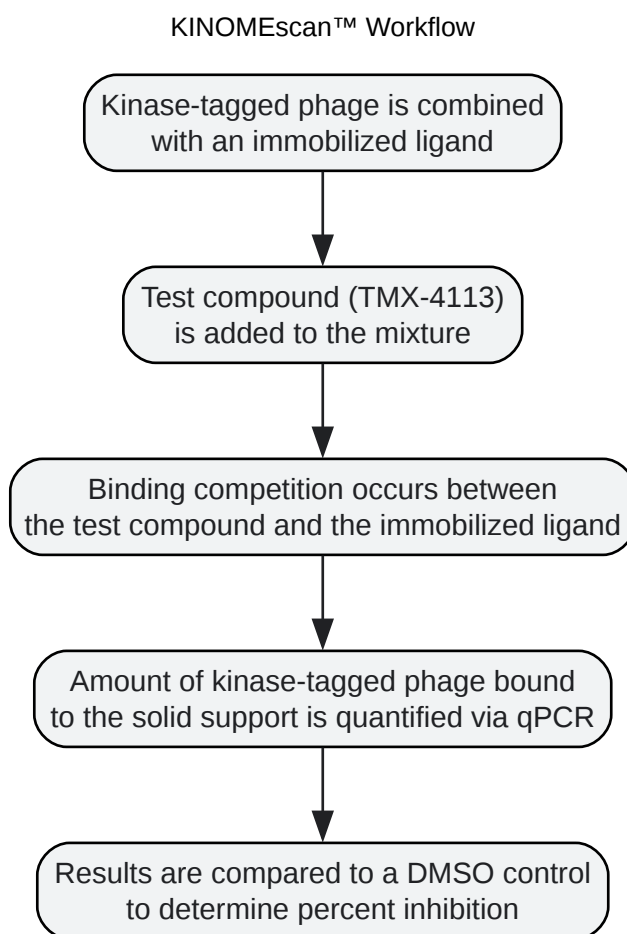 KINOMEscan™ Workflow
Kinase-tagged phage is combined
with an immobilized ligand
Test compound (TMX-4113)
is added to the mixture
Binding competition occurs between
the test compound and the immobilized ligand
Amount of kinase-tagged phage bound
to the solid support is quantified via qPCR
Results are compared to a DMSO control
to determine percent inhibition